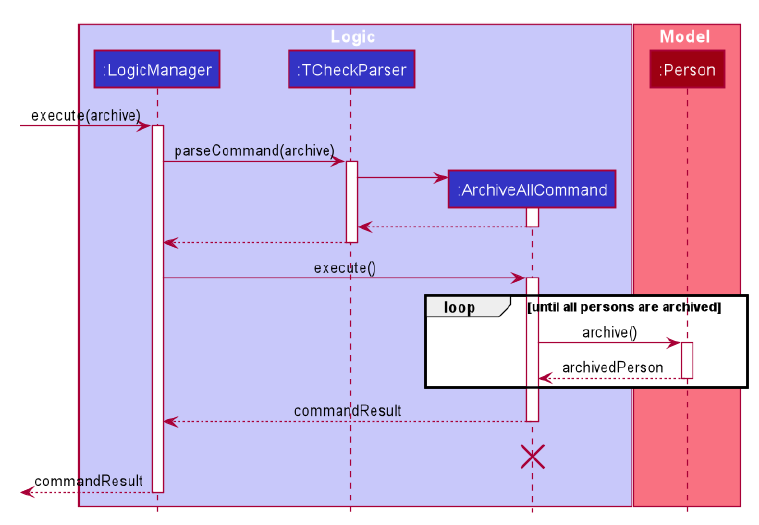 Logic
Model
:LogicManager
:TCheckParser
:Person
execute(archive)
parseCommand(archive)
:ArchiveAllCommand
execute()
loop
[until all persons are archived]
archive()
archivedPerson
commandResult
commandResult